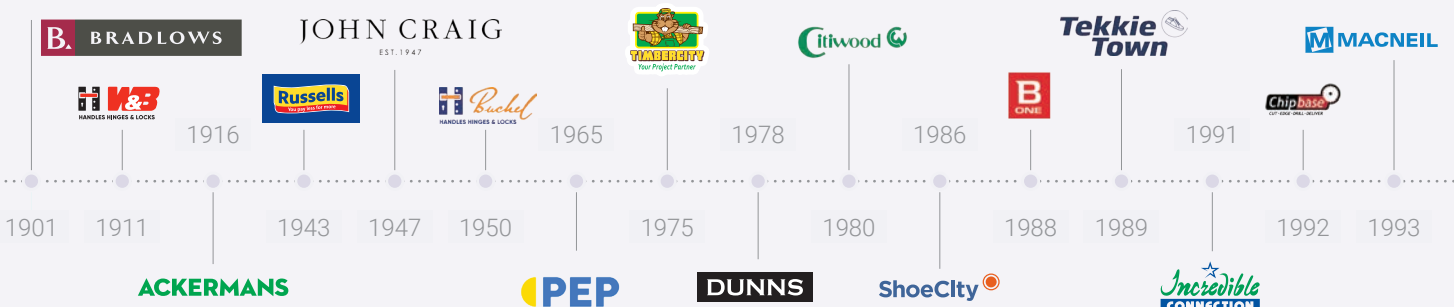 B. BRADLOWS
JOHN CRAIG
EST.1947
TIMBERCITY
Your Project Partner
Citiwood
Tekkie
Town
MACNEIL
W&B
HANDLES HINGES & LOCKS
Russells
You pay less for more
Buchel
HANDLES HINGES & LOCKS
B
ONE
Chipbase
CUT-EDGE-DRILL-DELIVER
1916
1965
1978
1986
1991
1901
1911
1943
1947
1950
1975
1980
1988
1989
1992
1993
ACKERMANS
PEP
DUNNS
ShoeCIty
Incredible
CONNECTION